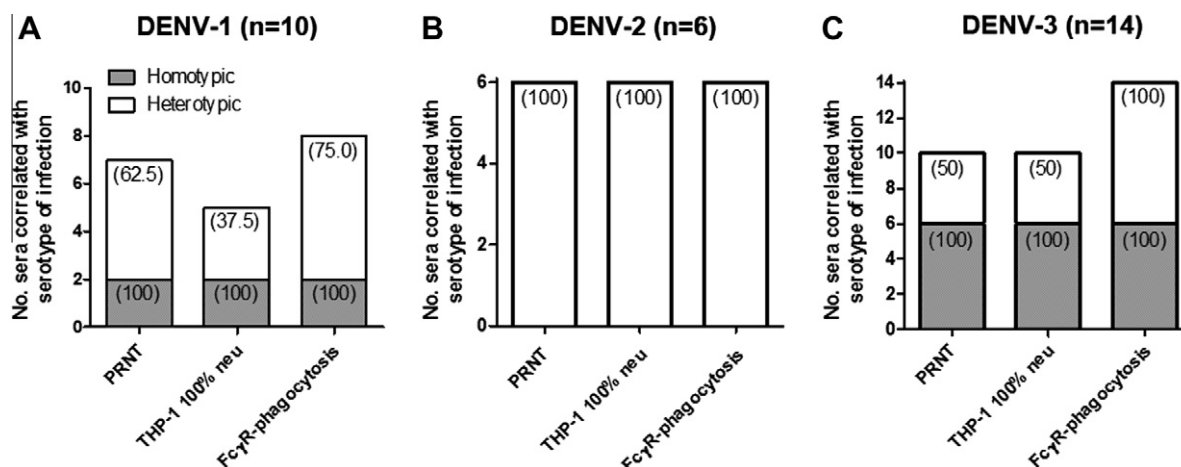 A
DENV-1 (n=10)
Homotypic
Heterotypic
No. sera correlated with
serotype of infection
10
8
6
4
2
0
(62.5)
(37.5)
(75.0)
(100)
(100)
(100)
PRNT
THP-1 100% neu
FcγR-phagocytosis
B
DENV-2 (n=6)
No. sera correlated with
serotype of infection
6
4
2
0
(100)
(100)
(100)
PRNT
THP-1 100% neu
FcγR-phagocytosis
C
DENV-3 (n=14)
No. sera correlated with
serotype of infection
14
12
10
8
6
4
2
0
(50)
(50)
(100)
(100)
(100)
(100)
PRNT
THP-1 100% neu
FcγR-phagocytosis